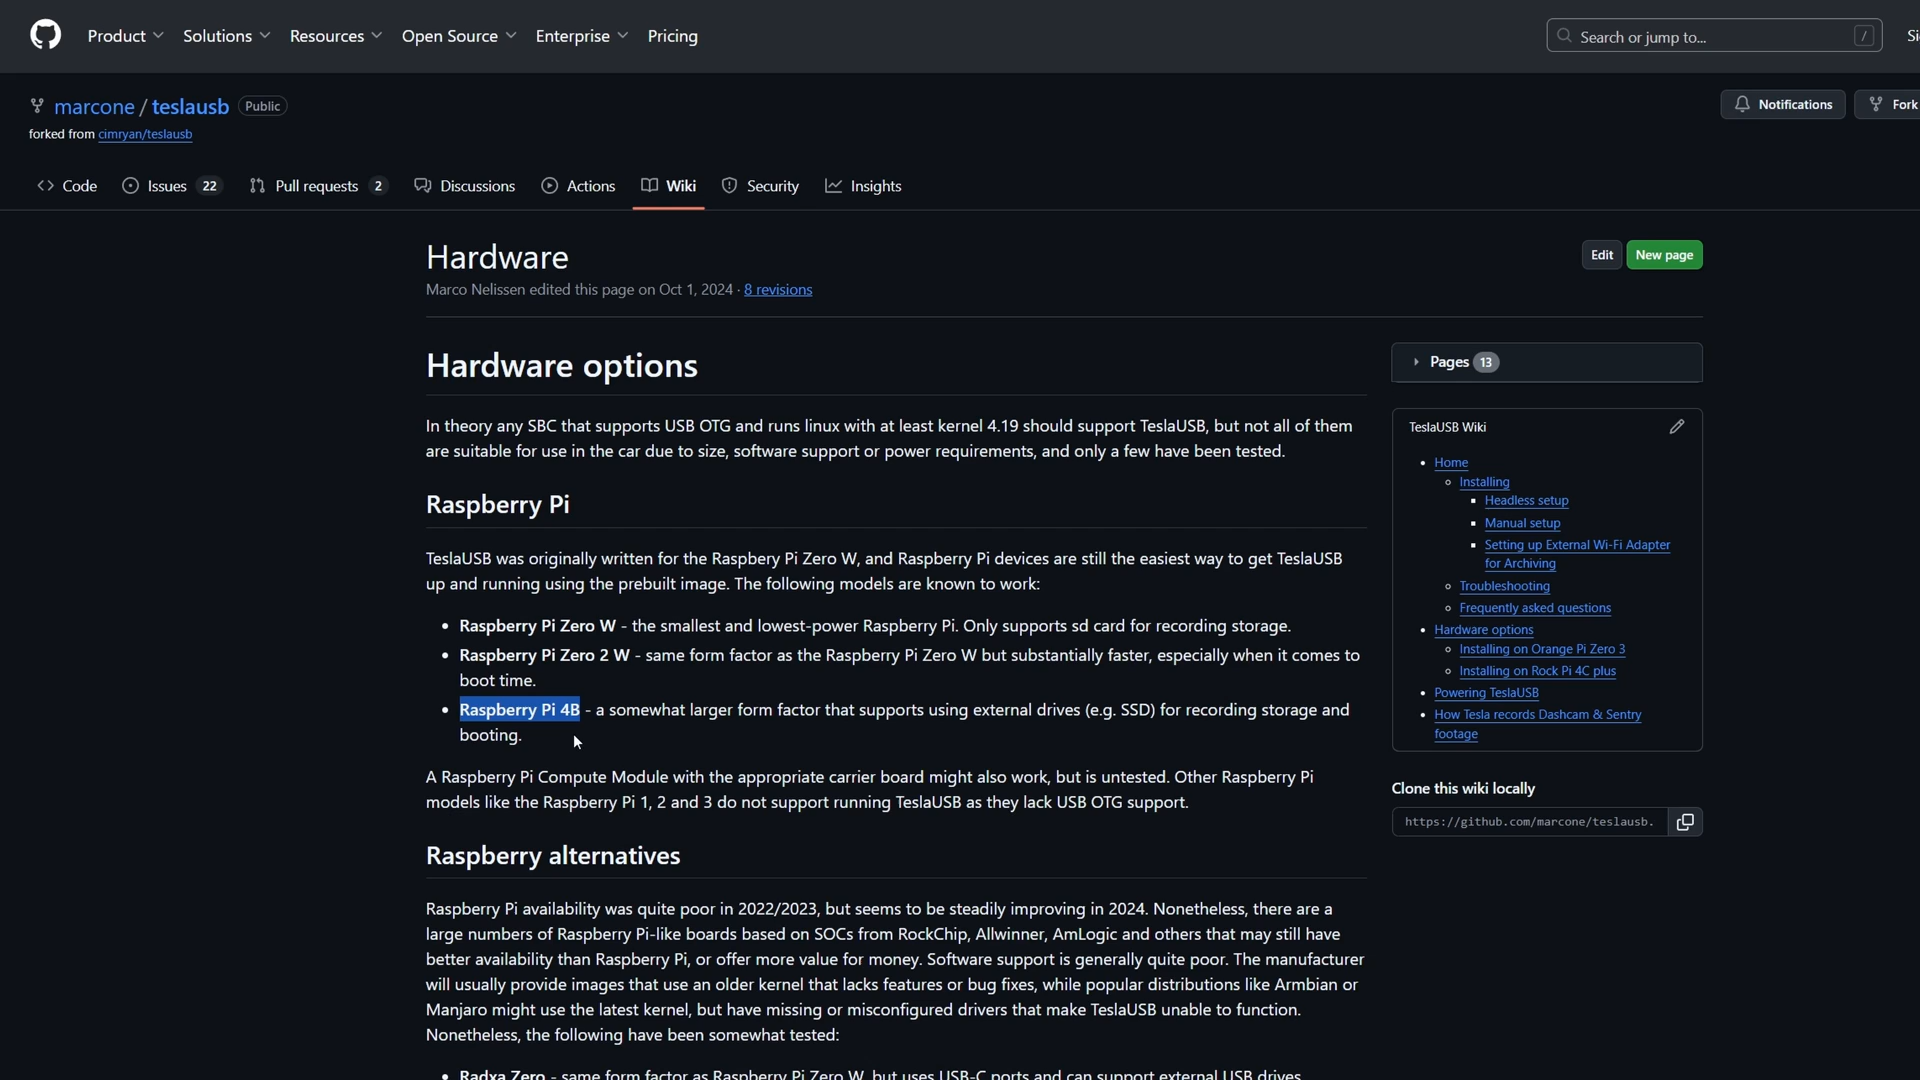 Product Solutions Resources Open Source Enterprise Pricing
Search or jump to... /
marcone / teslausb Public
Notifications
Fork
forked from cimryan/teslausb
Code Issues 22 Pull requests 2 Discussions Actions Wiki Security Insights
Hardware
Edit New page
Marco Nelissen edited this page on Oct 1, 2024 · 8 revisions
Hardware options
In theory any SBC that supports USB OTG and runs linux with at least kernel 4.19 should support TeslaUSB, but not all of them
are suitable for use in the car due to size, software support or power requirements, and only a few have been tested.
Raspberry Pi
TeslaUSB was originally written for the Raspbery Pi Zero W, and Raspberry Pi devices are still the easiest way to get TeslaUSB
up and running using the prebuilt image. The following models are known to work:
• Raspberry Pi Zero W - the smallest and lowest-power Raspberry Pi. Only supports sd card for recording storage.
• Raspberry Pi Zero 2 W - same form factor as the Raspberry Pi Zero W but substantially faster, especially when it comes to
boot time.
• Raspberry Pi 4B - a somewhat larger form factor that supports using external drives (e.g. SSD) for recording storage and
booting.
A Raspberry Pi Compute Module with the appropriate carrier board might also work, but is untested. Other Raspberry Pi
models like the Raspberry Pi 1, 2 and 3 do not support running TeslaUSB as they lack USB OTG support.
Raspberry alternatives
Raspberry Pi availability was quite poor in 2022/2023, but seems to be steadily improving in 2024. Nonetheless, there are a
large numbers of Raspberry Pi-like boards based on SOCs from RockChip, Allwinner, AmLogic and others that may still have
better availability than Raspberry Pi, or offer more value for money. Software support is generally quite poor. The manufacturer
will usually provide images that use an older kernel that lacks features or bug fixes, while popular distributions like Armbian or
Manjaro might use the latest kernel, but have missing or misconfigured drivers that make TeslaUSB unable to function.
Nonetheless, the following have been somewhat tested:
• Radxa Zero - same form factor as Raspberry Pi Zero W, but uses USB-C ports and can support external USB drives
Pages 13
TeslaUSB Wiki
• Home
Installing
Headless setup
Manual setup
Setting up External Wi-Fi Adapter
for Archiving
Troubleshooting
Frequently asked questions
• Hardware options
Installing on Orange Pi Zero 3
Installing on Rock Pi 4C plus
• Powering TeslaUSB
• How Tesla records Dashcam & Sentry
footage
Clone this wiki locally
https://github.com/marcone/teslausb.